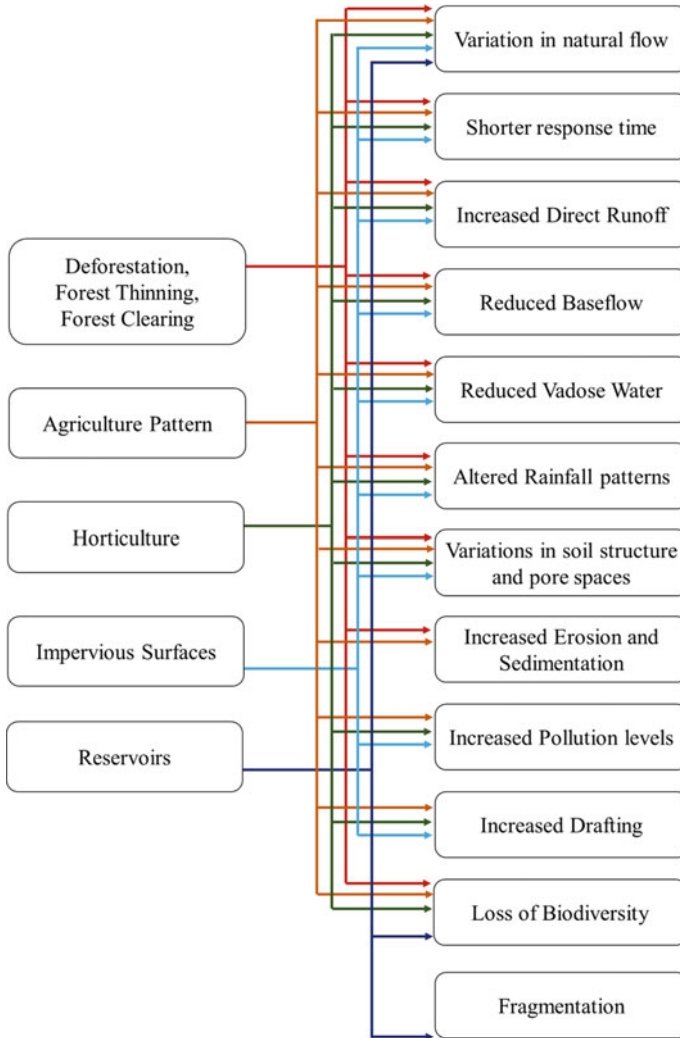 Deforestation,
Forest Thinning,
Forest Clearing
Agriculture Pattern
Horticulture
Impervious Surfaces
Reservoirs
Variation in natural flow
Shorter response time
Increased Direct Runoff
Reduced Baseflow
Reduced Vadose Water
Altered Rainfall patterns
Variations in soil structure
and pore spaces
Increased Erosion and
Sedimentation
Increased Pollution levels
Increased Drafting
Loss of Biodiversity
Fragmentation